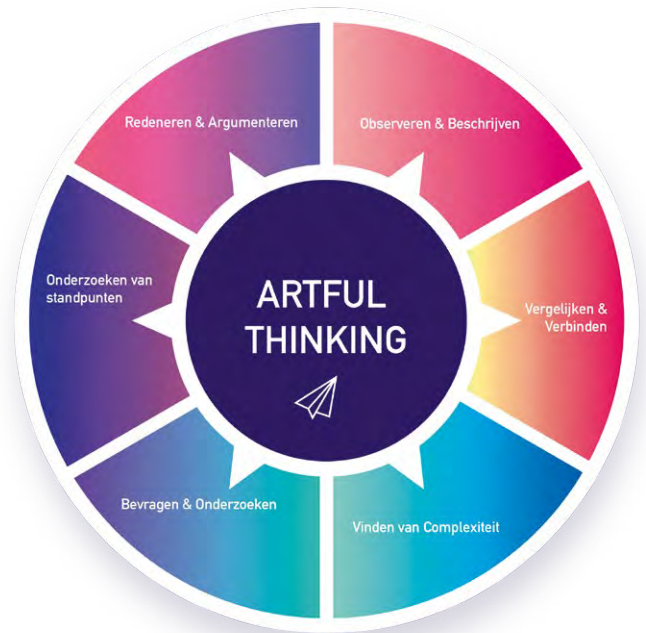 Redeneren & Argumenteren
Observeren & Beschrijven
Onderzoeken van
standpunten
ARTFUL
THINKING
Vergelijken &
Verbinden
Bevragen & Onderzoeken
Vinden van Complexiteit